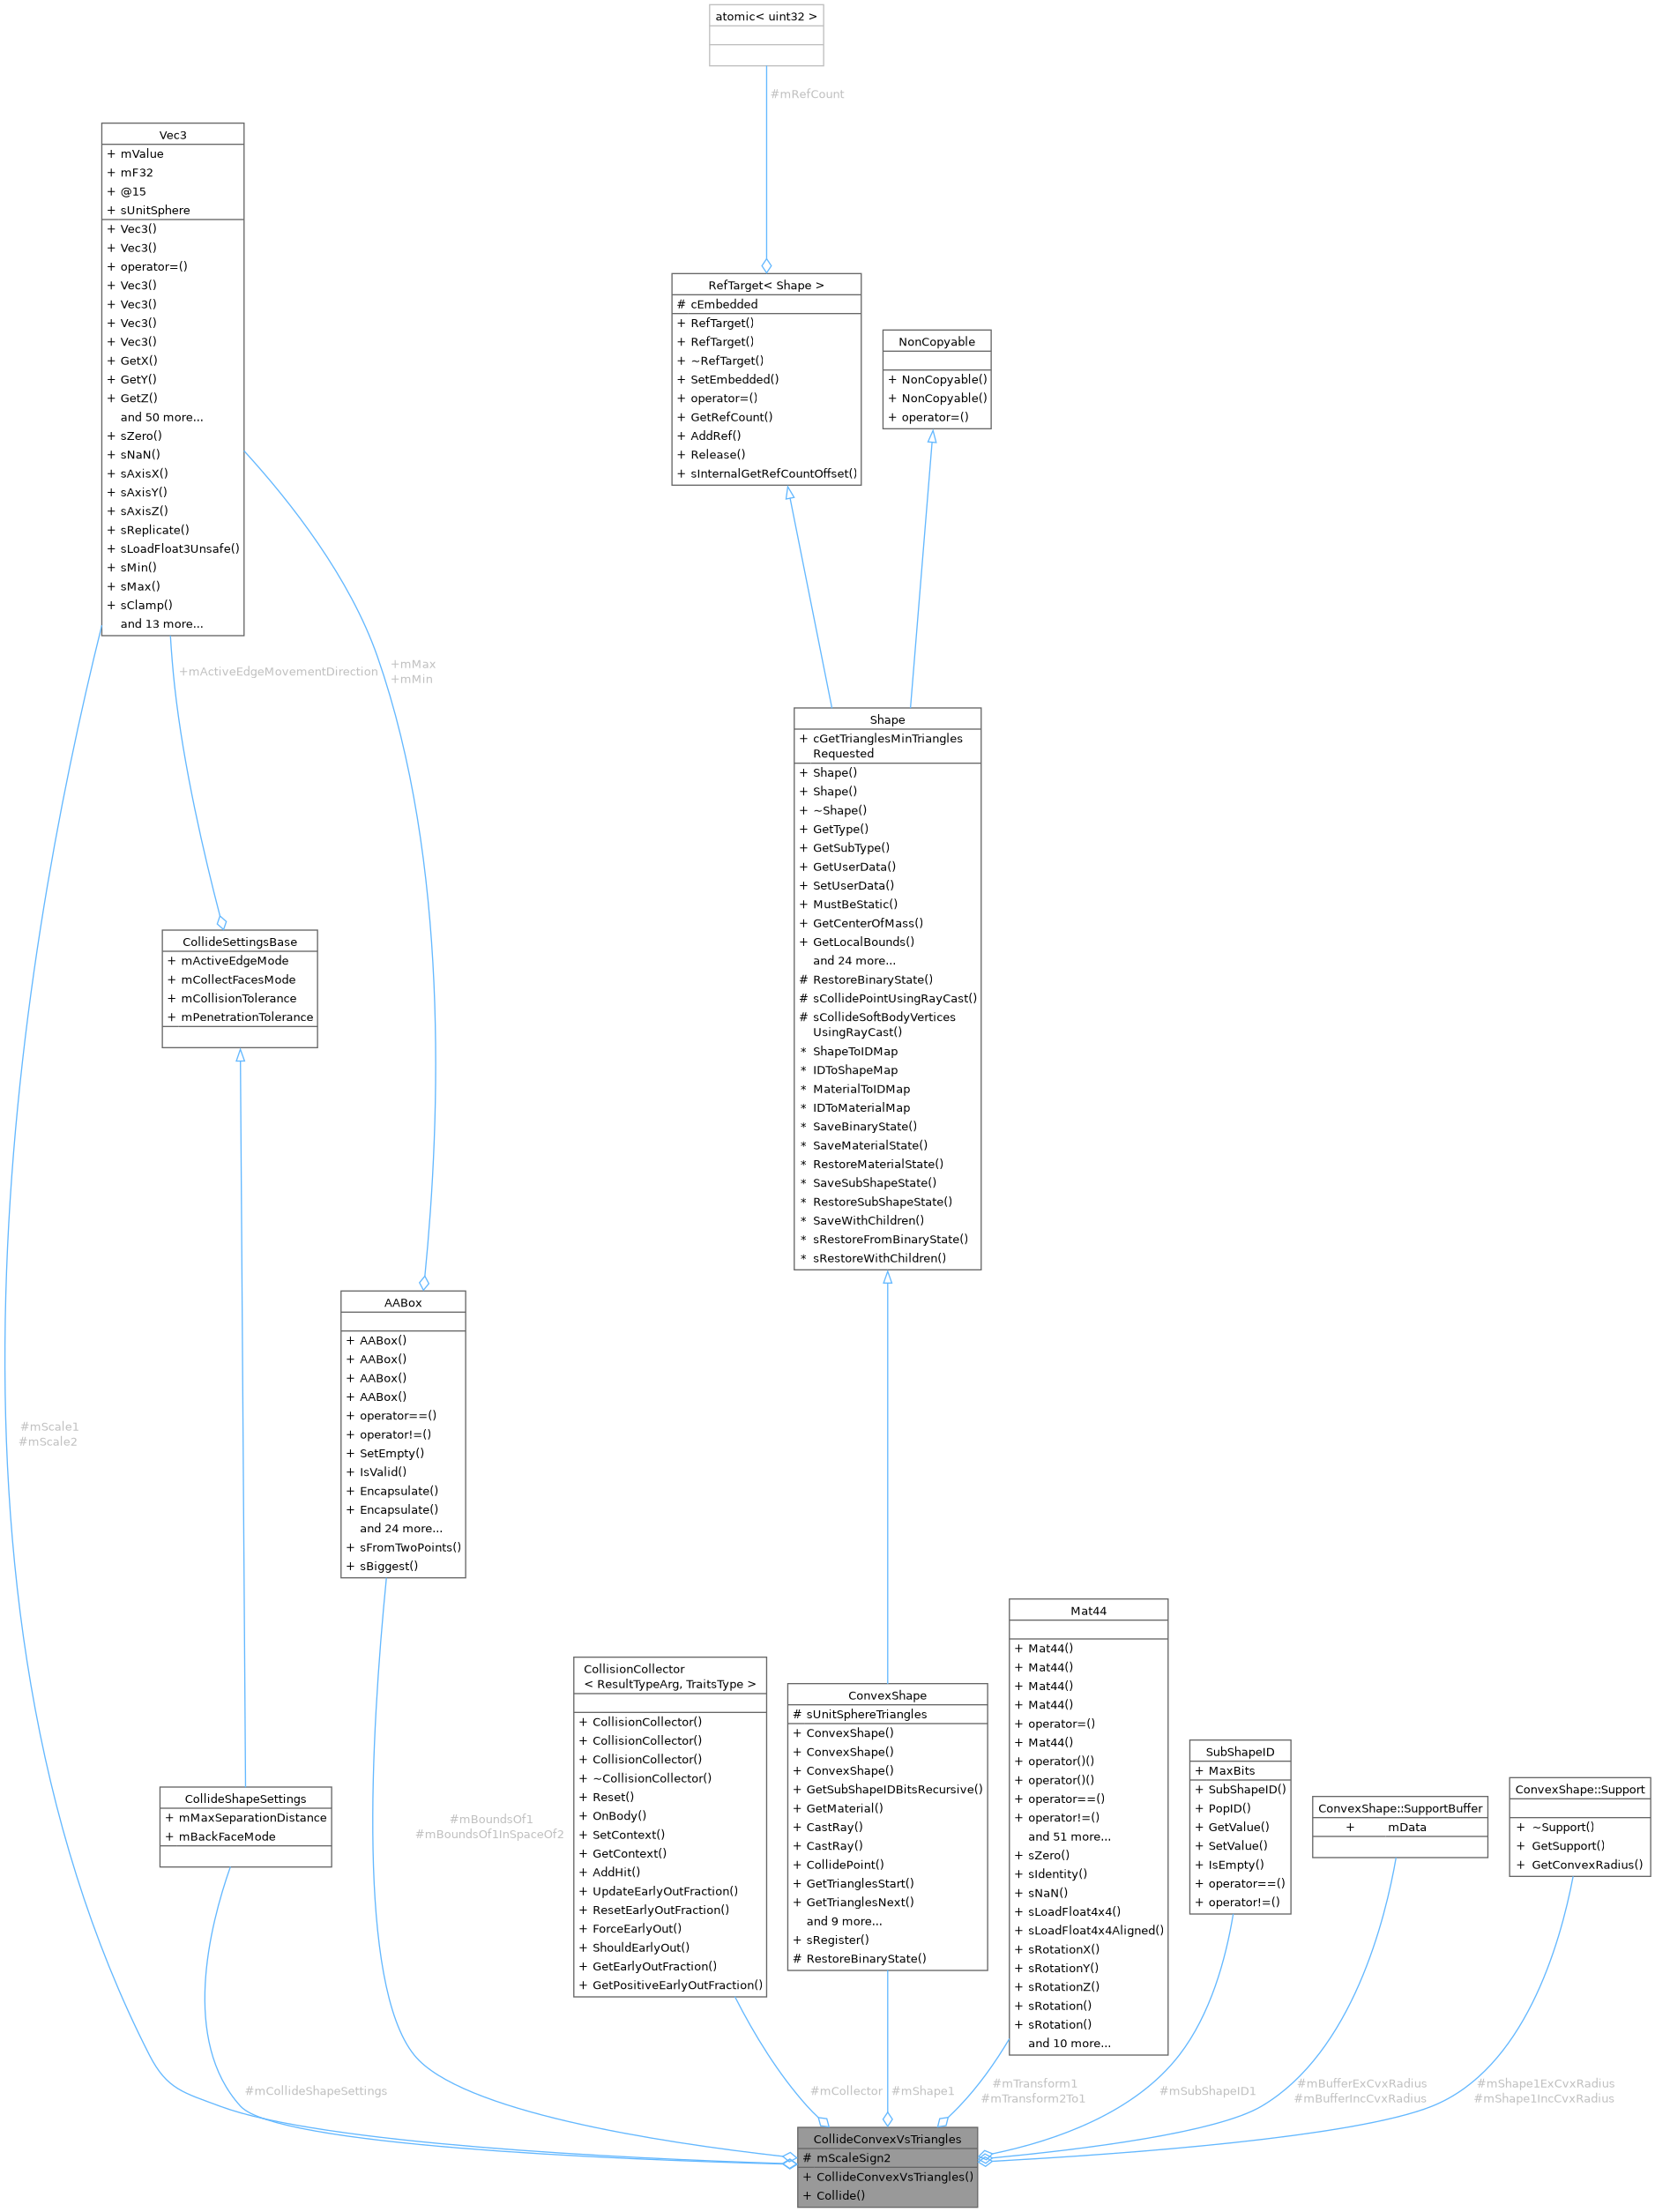 atomic< uint32 >
#mRefCount
Vec3
+ mValue
+ mF32
+ @15
+ sUnitSphere
+ Vec3()
+ Vec3()
+ operator=()
+ Vec3()
+ Vec3()
+ Vec3()
+ Vec3()
+ GetX()
+ GetY()
+ GetZ()
and 50 more...
+ sZero()
+ sNaN()
+ sAxisX()
+ sAxisY()
+ sAxisZ()
+ sReplicate()
+ sLoadFloat3Unsafe()
+ sMin()
+ sMax()
+ sClamp()
and 13 more...
RefTarget< Shape >
# cEmbedded
+ RefTarget()
+ RefTarget()
+ ~RefTarget()
+ SetEmbedded()
+ operator=()
+ GetRefCount()
+ AddRef()
+ Release()
+ sInternalGetRefCountOffset()
NonCopyable
+ NonCopyable()
+ NonCopyable()
+ operator=()
+mActiveEdgeMovementDirection
+mMax
+mMin
Shape
+ cGetTrianglesMinTriangles
Requested
+ Shape()
+ Shape()
+ ~Shape()
+ GetType()
+ GetSubType()
+ GetUserData()
+ SetUserData()
+ MustBeStatic()
+ GetCenterOfMass()
+ GetLocalBounds()
and 24 more...
# RestoreBinaryState()
# sCollidePointUsingRayCast()
# sCollideSoftBodyVertices
UsingRayCast()
* ShapeToIDMap
* IDToShapeMap
* MaterialToIDMap
* IDToMaterialMap
* SaveBinaryState()
* SaveMaterialState()
* RestoreMaterialState()
* SaveSubShapeState()
* RestoreSubShapeState()
* SaveWithChildren()
* sRestoreFromBinaryState()
* sRestoreWithChildren()
CollideSettingsBase
+ mActiveEdgeMode
+ mCollectFacesMode
+ mCollisionTolerance
+ mPenetrationTolerance
AABox
+ AABox()
+ AABox()
+ AABox()
+ AABox()
+ operator==()
+ operator!=()
+ SetEmpty()
+ IsValid()
+ Encapsulate()
+ Encapsulate()
and 24 more...
+ sFromTwoPoints()
+ sBiggest()
#mScale1
#mScale2
CollisionCollector
< ResultTypeArg, TraitsType >
+ CollisionCollector()
+ CollisionCollector()
+ CollisionCollector()
+ ~CollisionCollector()
+ Reset()
+ OnBody()
+ SetContext()
+ GetContext()
+ AddHit()
+ UpdateEarlyOutFraction()
+ ResetEarlyOutFraction()
+ ForceEarlyOut()
+ ShouldEarlyOut()
+ GetEarlyOutFraction()
+ GetPositiveEarlyOutFraction()
ConvexShape
# sUnitSphereTriangles
+ ConvexShape()
+ ConvexShape()
+ ConvexShape()
+ GetSubShapeIDBitsRecursive()
+ GetMaterial()
+ CastRay()
+ CastRay()
+ CollidePoint()
+ GetTrianglesStart()
+ GetTrianglesNext()
and 9 more...
+ sRegister()
# RestoreBinaryState()
Mat44
+ Mat44()
+ Mat44()
+ Mat44()
+ Mat44()
+ operator=()
+ Mat44()
+ operator()()
+ operator()()
+ operator==()
+ operator!=()
and 51 more...
+ sZero()
+ sIdentity()
+ sNaN()
+ sLoadFloat4x4()
+ sLoadFloat4x4Aligned()
+ sRotationX()
+ sRotationY()
+ sRotationZ()
+ sRotation()
+ sRotation()
and 10 more...
SubShapeID
+ MaxBits
+ SubShapeID()
+ PopID()
+ GetValue()
+ SetValue()
+ IsEmpty()
+ operator==()
+ operator!=()
ConvexShape::SupportBuffer
+ mData
ConvexShape::Support
+ ~Support()
+ GetSupport()
+ GetConvexRadius()
CollideShapeSettings
+ mMaxSeparationDistance
+ mBackFaceMode
#mBoundsOf1
#mBoundsOf1InSpaceOf2
#mCollideShapeSettings
#mCollector
#mShape1
#mTransform1
#mTransform2To1
#mSubShapeID1
#mBufferExCvxRadius
#mBufferIncCvxRadius
#mShape1ExCvxRadius
#mShape1IncCvxRadius
CollideConvexVsTriangles
# mScaleSign2
+ CollideConvexVsTriangles()
+ Collide()